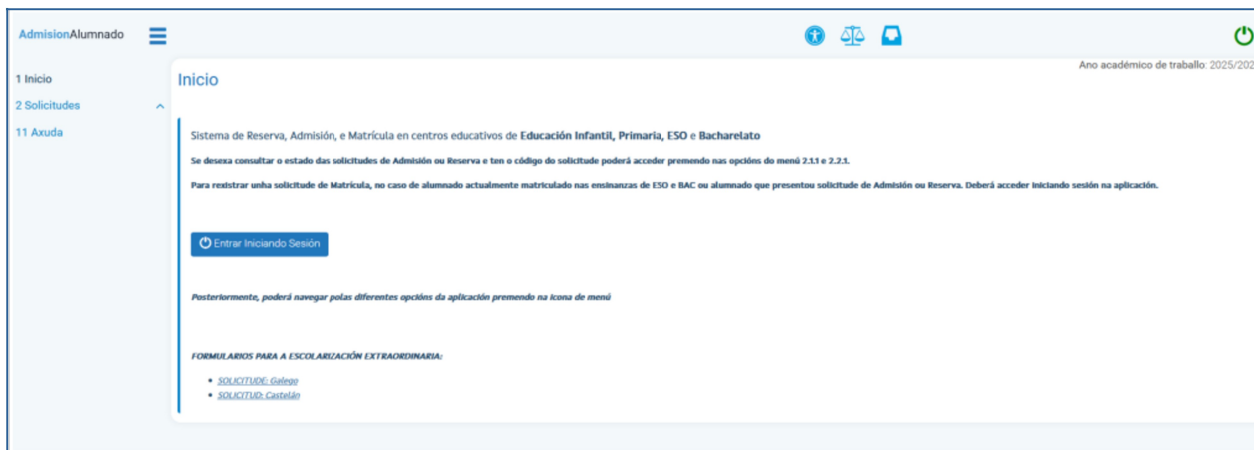 AdmisionAlumnado
Ano académico de traballo: 2025/202
1 Inicio
2 Solicitudes
11 Axuda
Inicio
Sistema de Reserva, Admisión, e Matrícula en centros educativos de Educación Infantil, Primaria, ESO e Bacharelato
Se desexa consultar o estado das solicitudes de Admisión ou Reserva e ten o código do solicitude poderá acceder premendo nas opcións do menú 2.1.1 e 2.2.1.
Para rexistrar unha solicitude de Matrícula, no caso de alumnado actualmente matriculado nas ensinanzas de ESO e BAC ou alumnado que presentou solicitude de Admisión ou Reserva. Deberá acceder iniciando sesión na aplicación.
Entrar Iniciando Sesión
Posteriormente, poderá navegar polas diferentes opcións da aplicación premendo na icona de menú
FORMULARIOS PARA A ESCOLARIZACIÓN EXTRAORDINARIA:
• SOLICITUDE: Galego
• SOLICITUD: Castelán